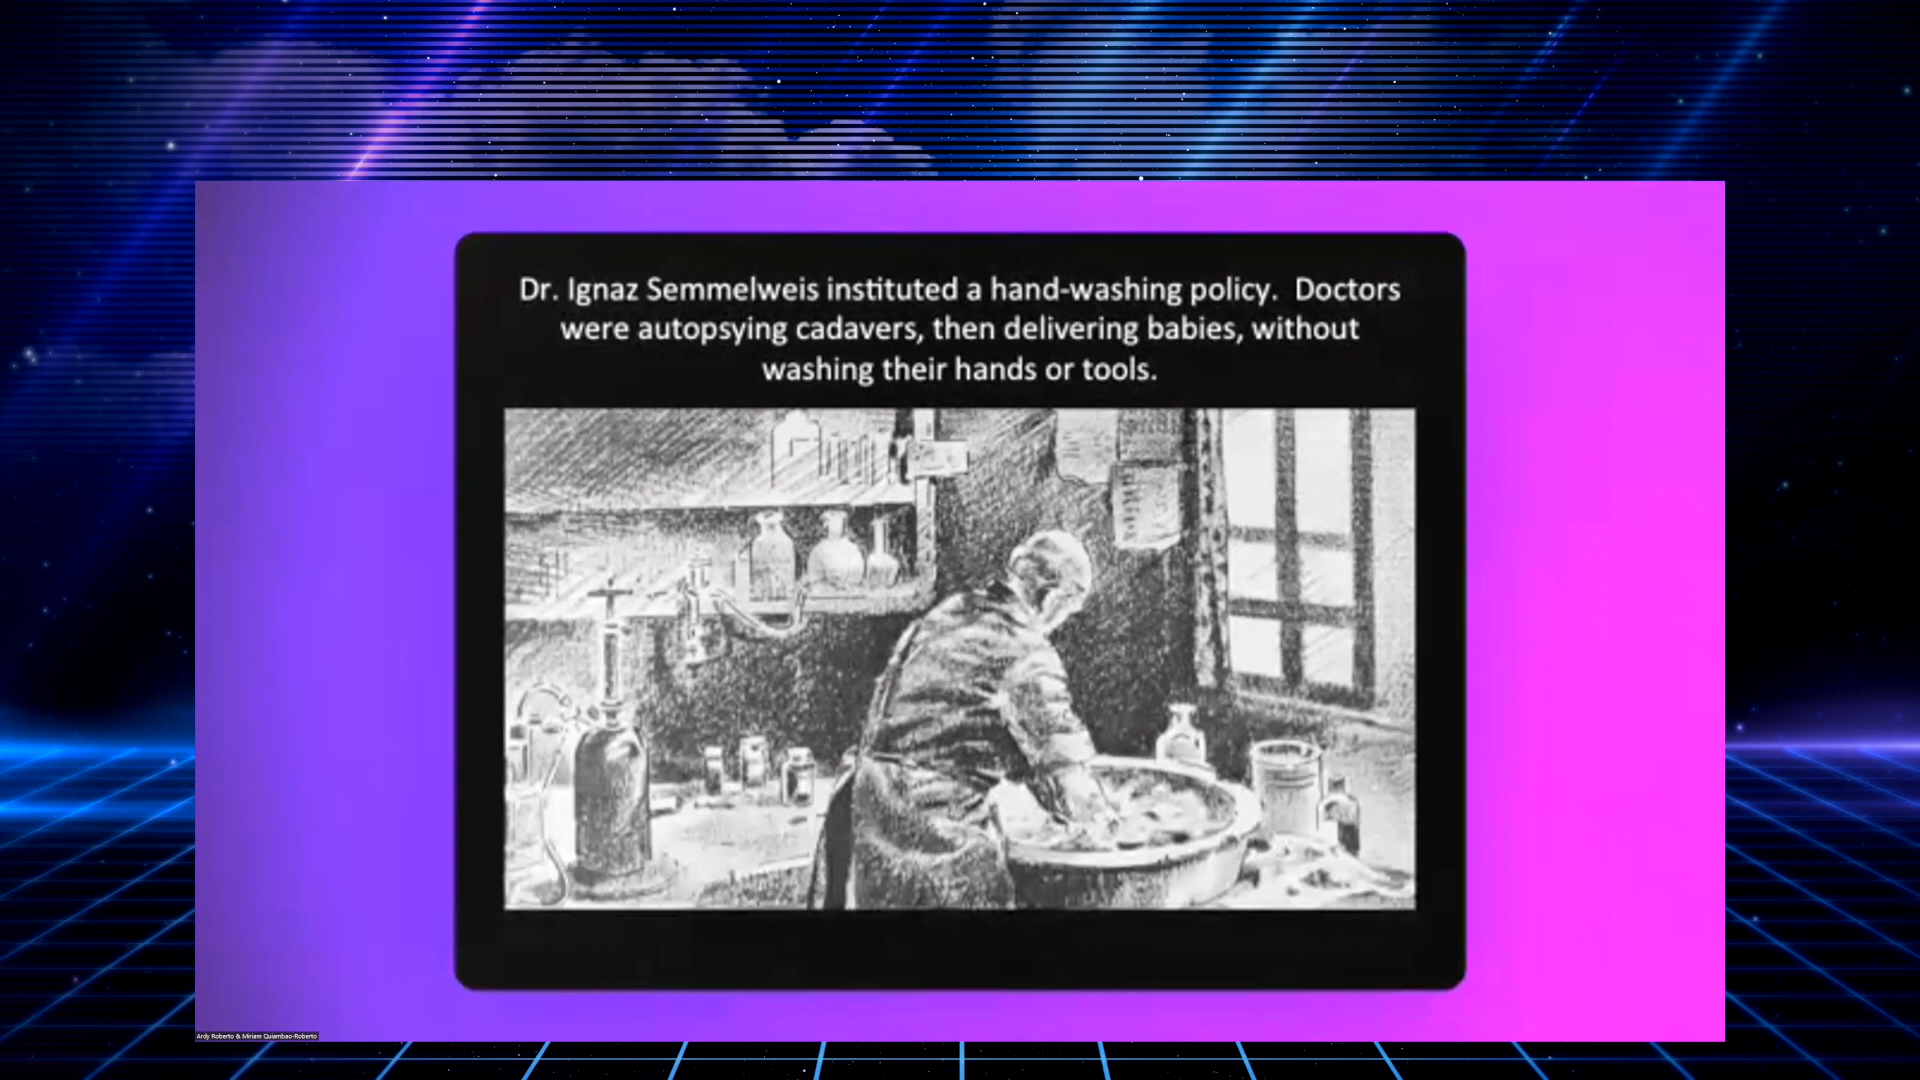 Dr. Ignaz Semmelweis instituted a hand-washing policy.  Doctors
were autopsying cadavers, then delivering babies, without
washing their hands or tools.
Ardy Roberto & Miriam Quiambao-Roberto